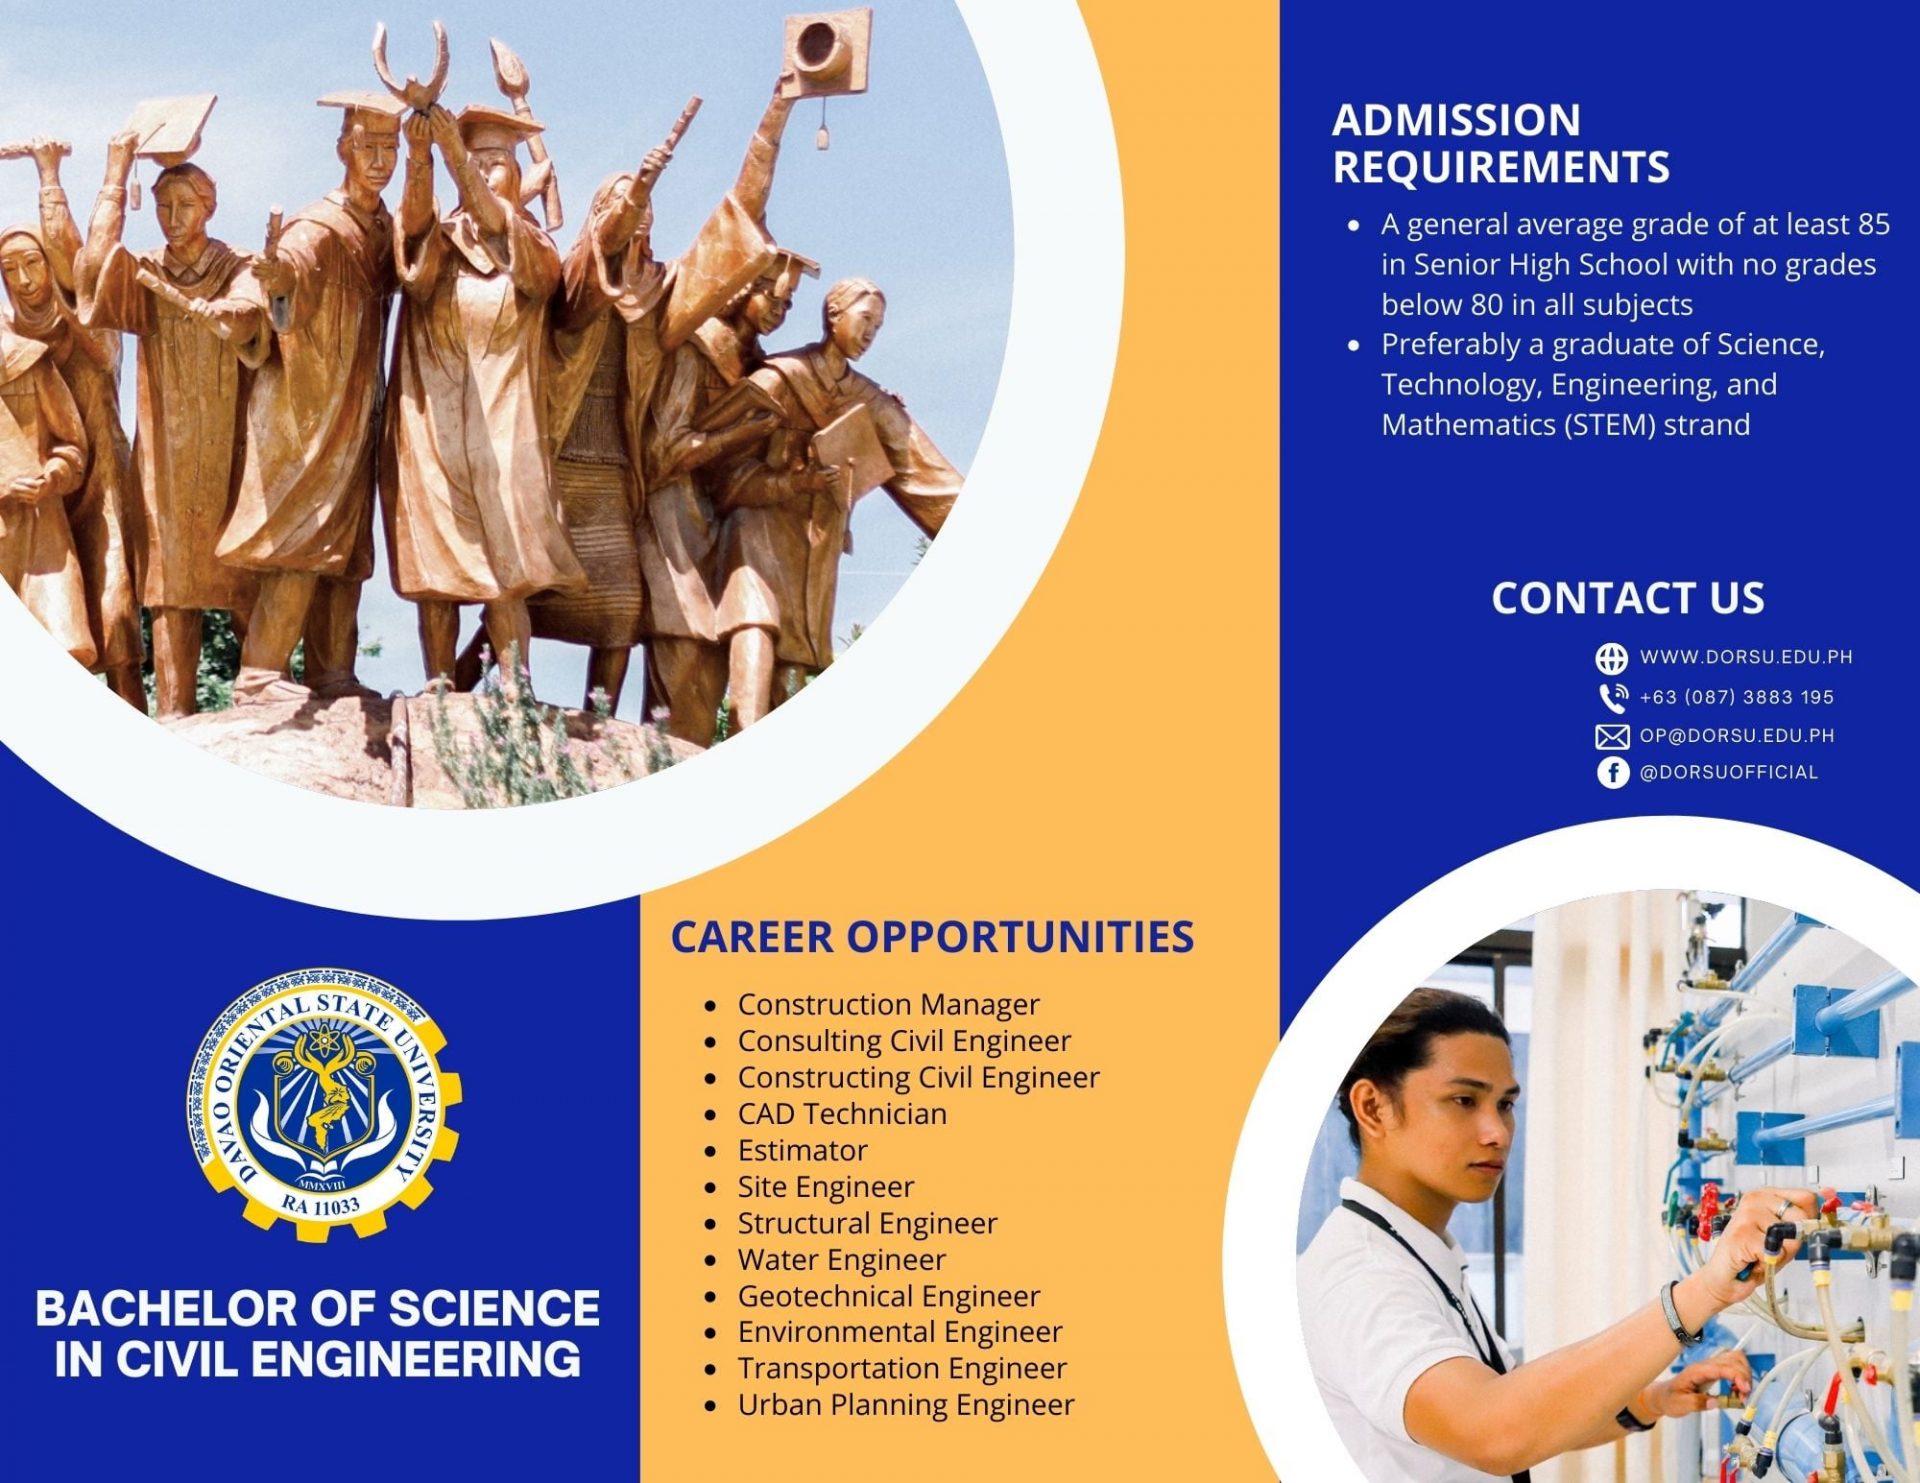 DAVAO ORIENTAL STATE UNIVERSITY
MMXVIII
RA 11033
BACHELOR OF SCIENCE
IN CIVIL ENGINEERING
CAREER OPPORTUNITIES
• Construction Manager
• Consulting Civil Engineer
• Constructing Civil Engineer
• CAD Technician
• Estimator
• Site Engineer
• Structural Engineer
• Water Engineer
• Geotechnical Engineer
• Environmental Engineer
• Transportation Engineer
• Urban Planning Engineer
ADMISSION
REQUIREMENTS
• A general average grade of at least 85
in Senior High School with no grades
below 80 in all subjects
• Preferably a graduate of Science,
Technology, Engineering, and
Mathematics (STEM) strand
CONTACT US
WWW.DORSU.EDU.PH
+63 (087) 3883 195
OP@DORSU.EDU.PH
@DORSUOFFICIAL